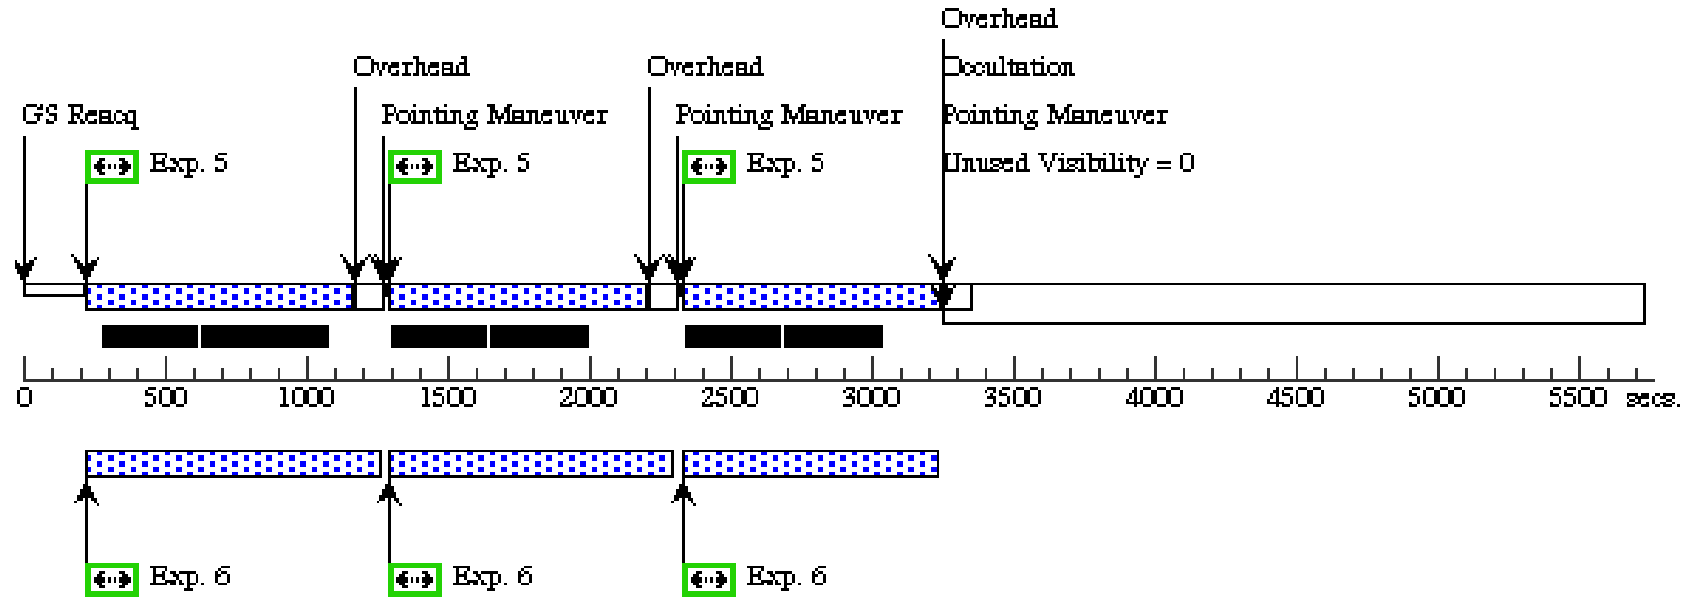 Overhead
Overhead Overhead Occultation
GS Reacq Pointing Maneuver Pointing Maneuver Pointing Maneuver
Exp. 5 Exp. 5 Exp. 5 Unused Visibility = 0
0 500 1000 1500 2000 2500 3000 3500 4000 4500 5000 5500 secs.
Exp. 6 Exp. 6 Exp. 6